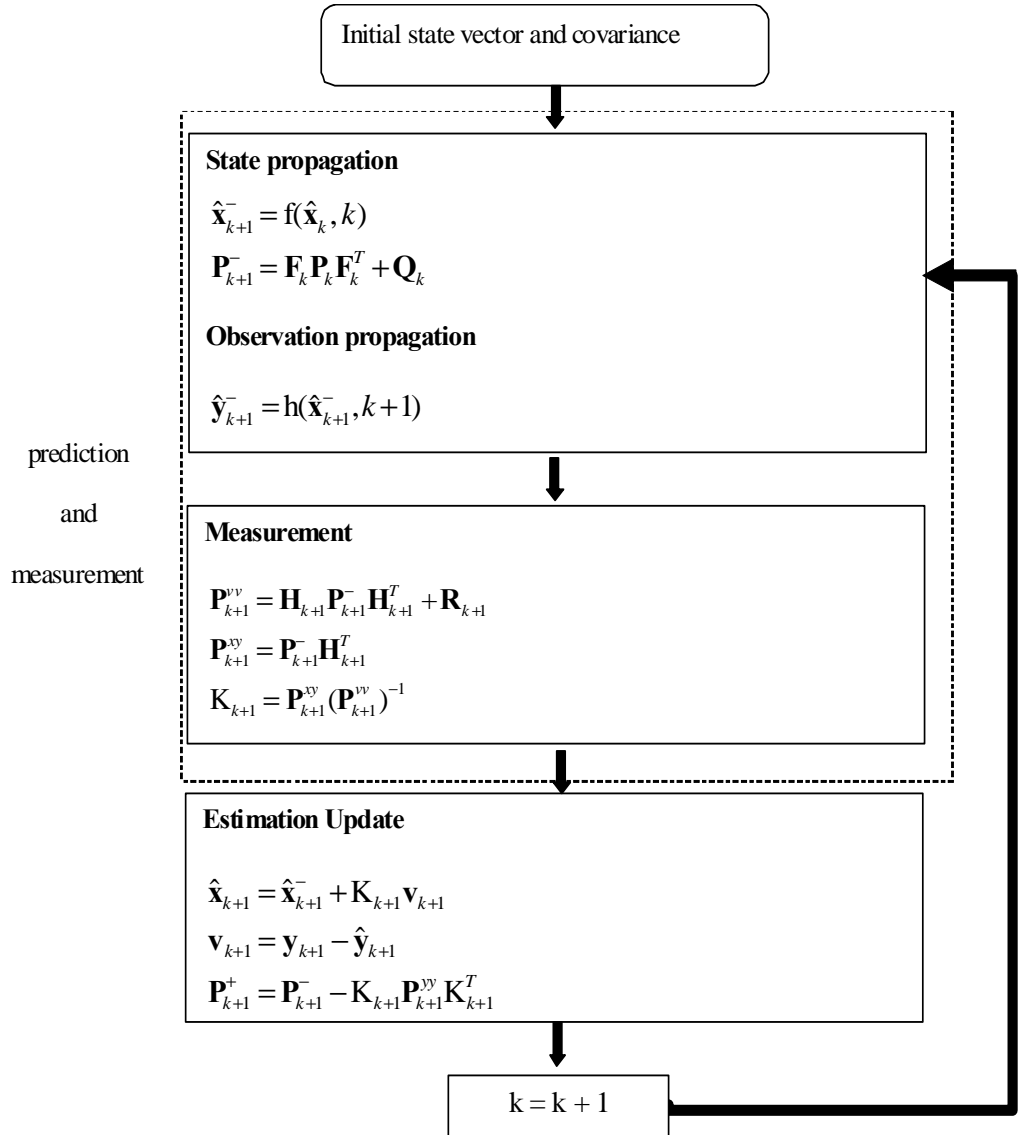 Initial state vector and covariance
State propagation
x̂⁻ₖ₊₁ = f(x̂ₖ, k)
P⁻ₖ₊₁ = FₖPₖFₖᵀ + Qₖ
Observation propagation
ŷ⁻ₖ₊₁ = h(x̂⁻ₖ₊₁, k+1)
prediction
and
measurement
Measurement
Pᵛᵛₖ₊₁ = Hₖ₊₁P⁻ₖ₊₁Hᵀₖ₊₁ + Rₖ₊₁
Pˣʸₖ₊₁ = P⁻ₖ₊₁Hᵀₖ₊₁
Kₖ₊₁ = Pˣʸₖ₊₁(Pᵛᵛₖ₊₁)⁻¹
Estimation Update
x̂ₖ₊₁ = x̂⁻ₖ₊₁ + Kₖ₊₁vₖ₊₁
vₖ₊₁ = yₖ₊₁ − ŷₖ₊₁
P⁺ₖ₊₁ = P⁻ₖ₊₁ − Kₖ₊₁Pʸʸₖ₊₁Kᵀₖ₊₁
k = k + 1